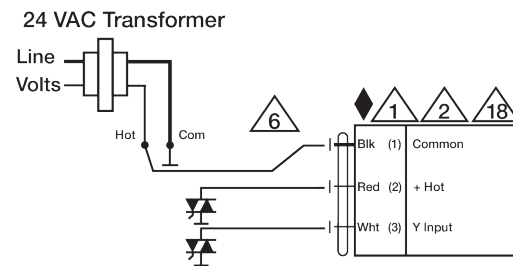 24 VAC Transformer
Line
Volts
Hot Com
6
1 2 18
Blk (1) Common
Red (2) + Hot
Wht (3) Y Input